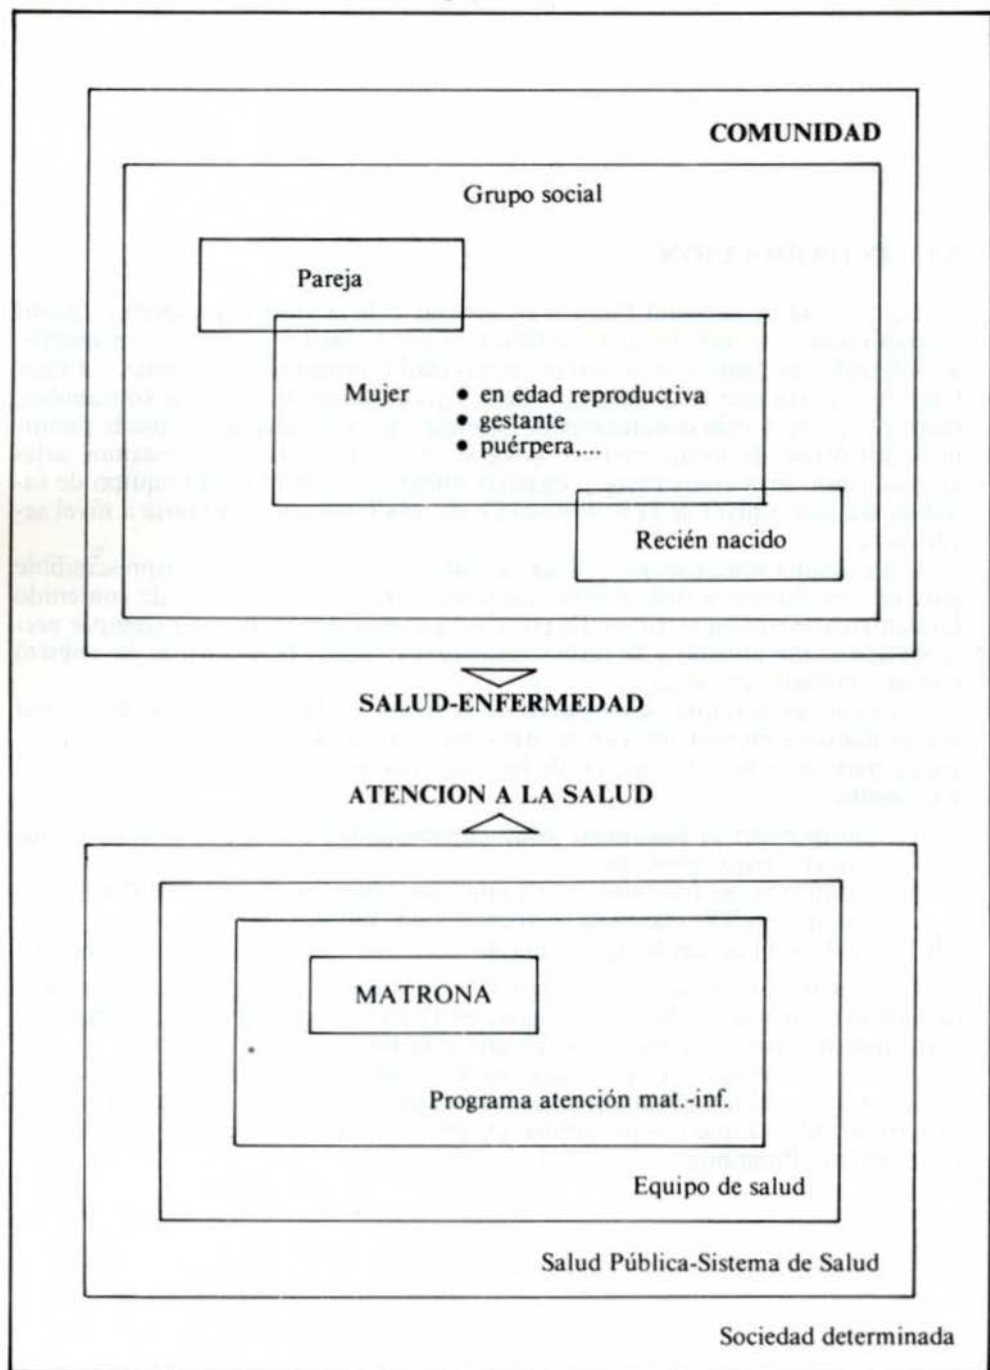 COMUNIDAD
Grupo social
Pareja
Mujer
• en edad reproductiva
• gestante
• puérpera,...
Recién nacido
SALUD-ENFERMEDAD
ATENCION A LA SALUD
MATRONA
Programa atención mat.-inf.
Equipo de salud
Salud Pública-Sistema de Salud
Sociedad determinada